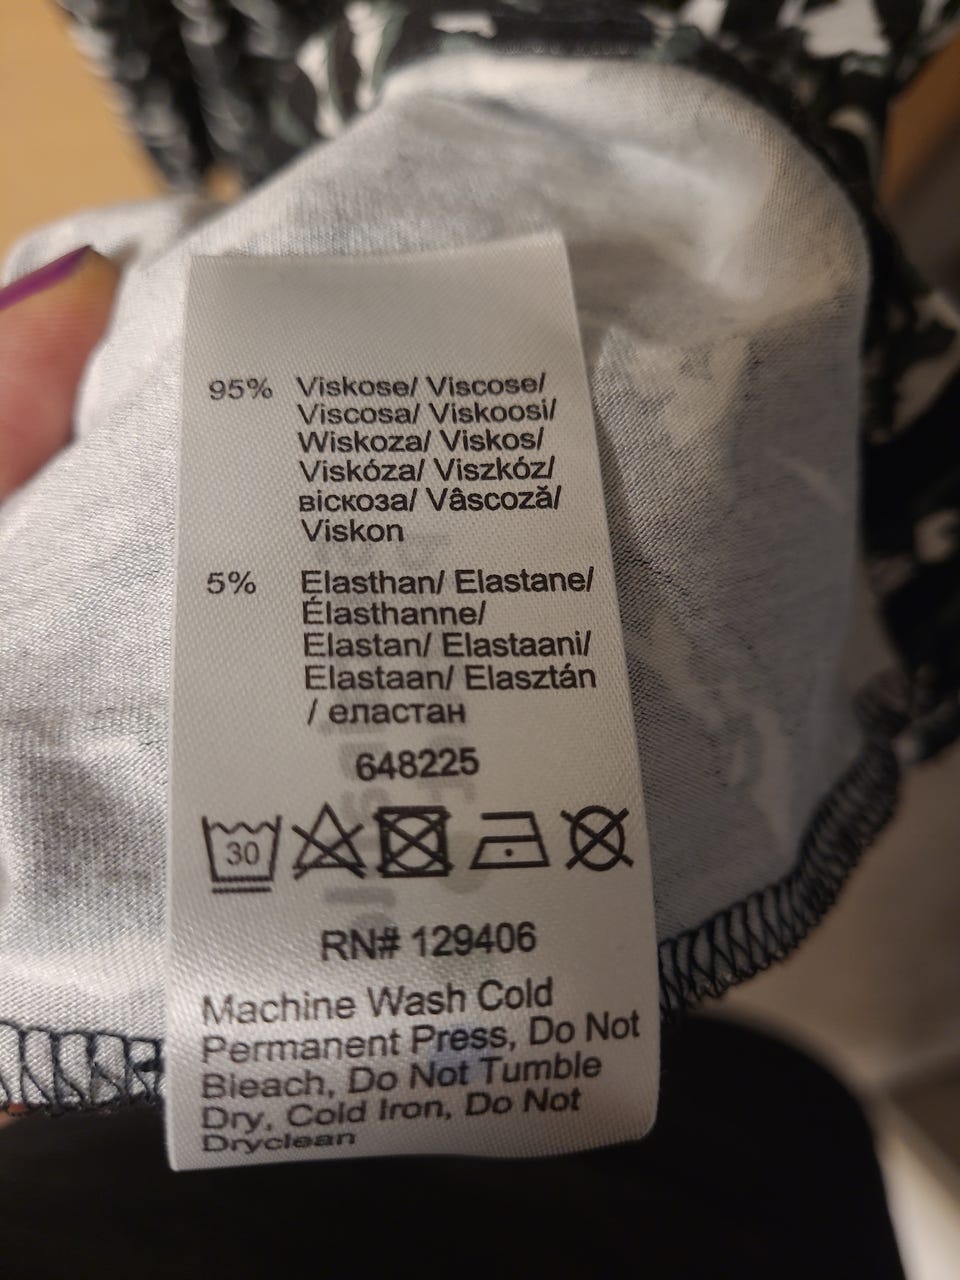 95% Viskose/ Viscose/
Viscosa/ Viskoosi/
Wiskoza/ Viskos/
Viskóza/ Viszkóz/
віскоза/ Vâscoză/
Viskon
5% Elasthan/ Elastane/
Élasthanne/
Elastan/ Elastaani/
Elastaan/ Elasztán
/ еластан
648225
30
RN# 129406
Machine Wash Cold
Permanent Press, Do Not
Bleach, Do Not Tumble
Dry, Cold Iron, Do Not
Dryclean